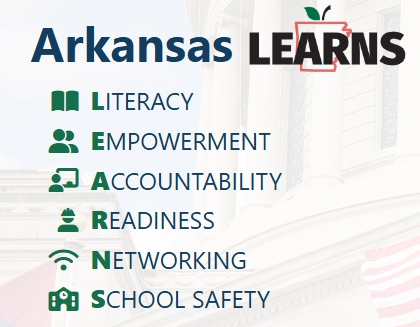 Arkansas LEARNS
LITERACY
EMPOWERMENT
ACCOUNTABILITY
READINESS
NETWORKING
SCHOOL SAFETY